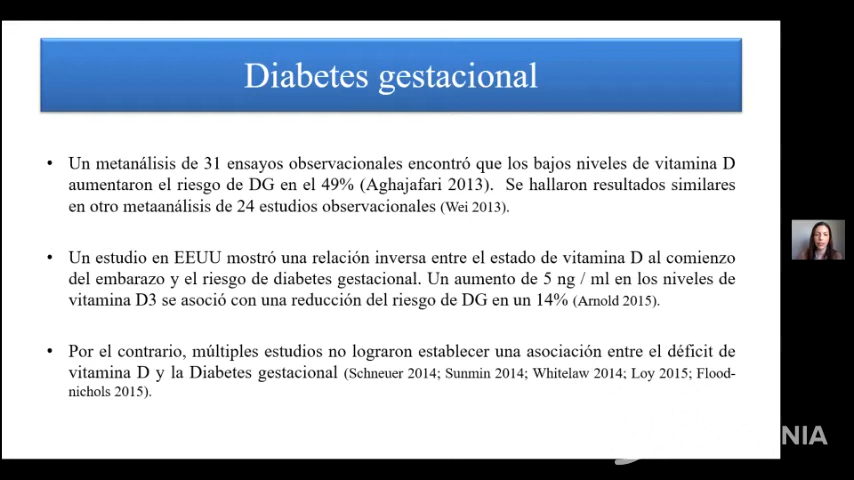 Diabetes gestacional
• Un metanálisis de 31 ensayos observacionales encontró que los bajos niveles de vitamina D
aumentaron el riesgo de DG en el 49% (Aghajafari 2013). Se hallaron resultados similares
en otro metaanálisis de 24 estudios observacionales (Wei 2013).
• Un estudio en EEUU mostró una relación inversa entre el estado de vitamina D al comienzo
del embarazo y el riesgo de diabetes gestacional. Un aumento de 5 ng / ml en los niveles de
vitamina D3 se asoció con una reducción del riesgo de DG en un 14% (Arnold 2015).
• Por el contrario, múltiples estudios no lograron establecer una asociación entre el déficit de
vitamina D y la Diabetes gestacional (Schneuer 2014; Sunmin 2014; Whitelaw 2014; Loy 2015; Flood-
nichols 2015).